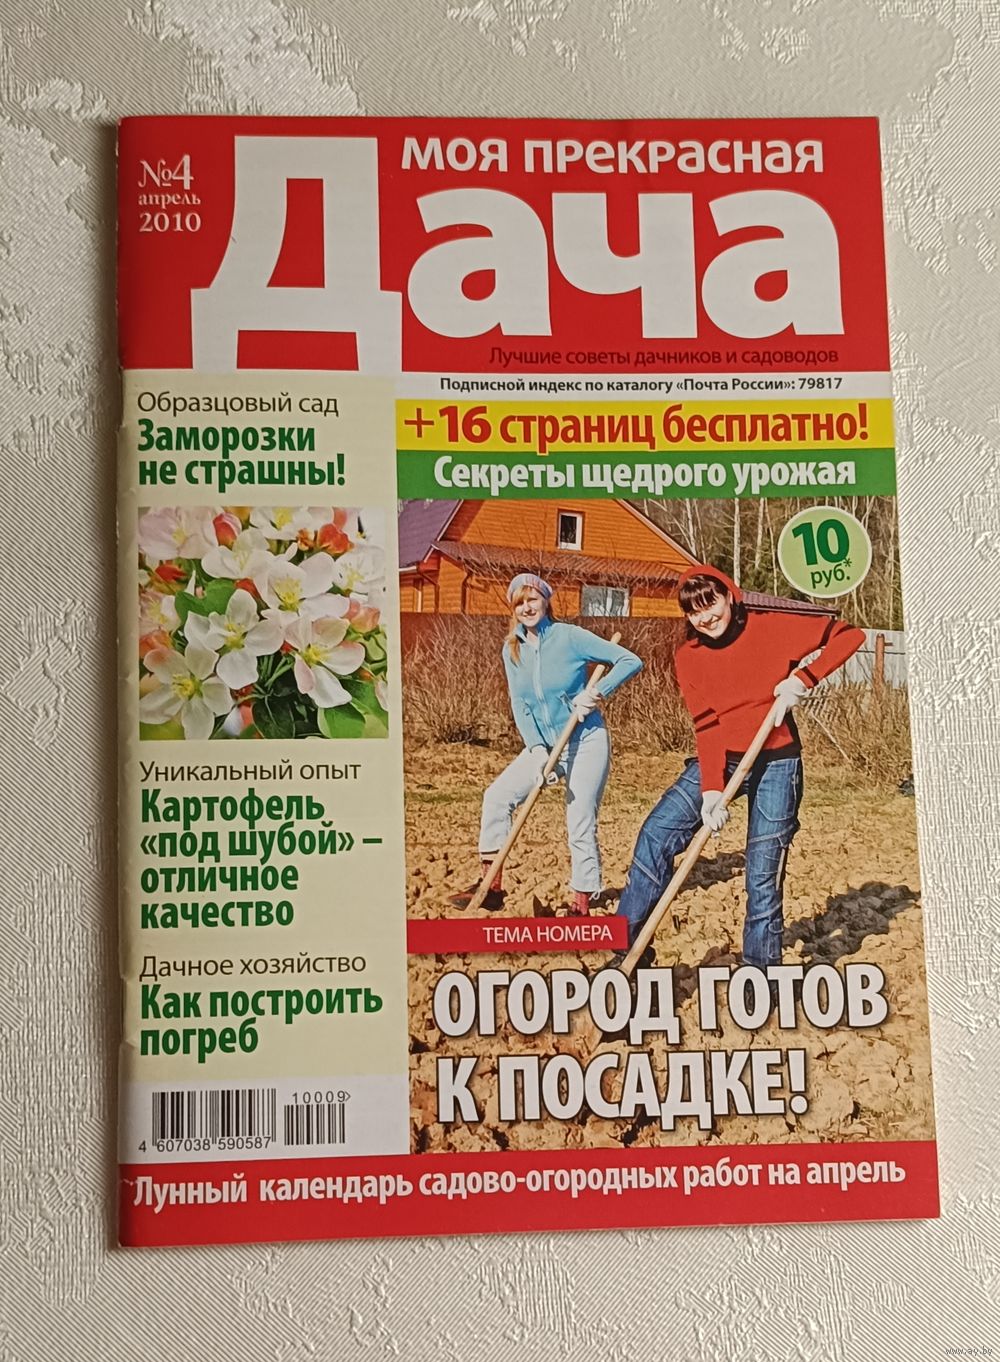 №4
апрель
2010
МОЯ ПРЕКРАСНАЯ
Дача
Лучшие советы дачников и садоводов
Подписной индекс по каталогу «Почта России»: 79817
+16 страниц бесплатно!
Секреты щедрого урожая
10
руб.*
Образцовый сад
Заморозки
не страшны!
Уникальный опыт
Картофель
«под шубой» –
отличное
качество
Дачное хозяйство
Как построить
погреб
ТЕМА НОМЕРА
ОГОРОД ГОТОВ
К ПОСАДКЕ!
10009>
4 607038 590587
Лунный календарь садово-огородных работ на апрель
www.ay.by